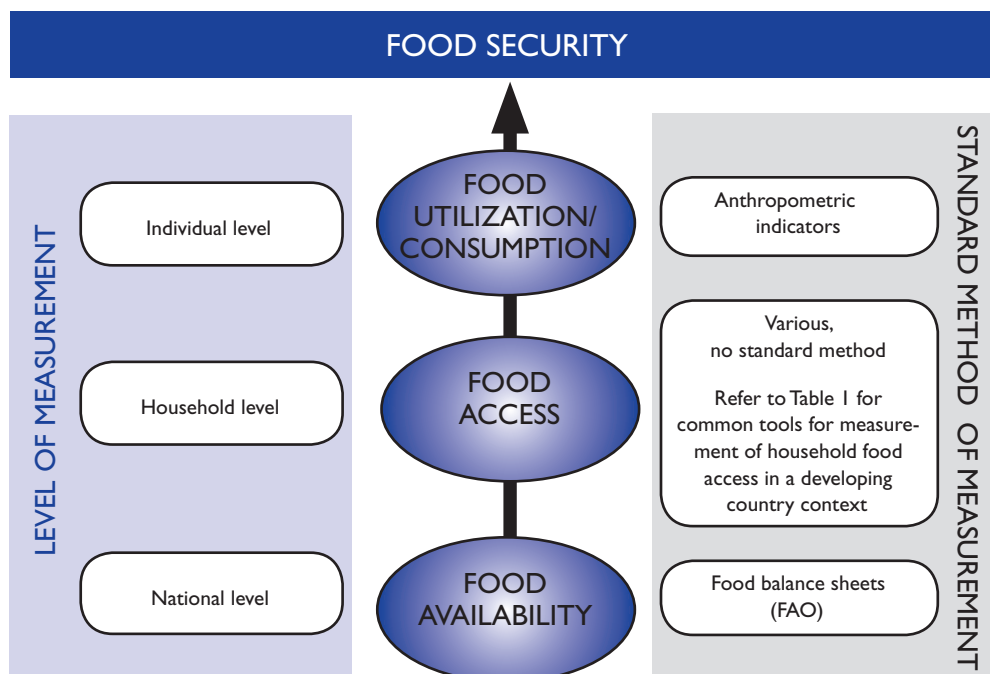 FOOD SECURITY
LEVEL OF MEASUREMENT
Individual level
Household level
National level
FOOD
UTILIZATION/
CONSUMPTION
FOOD
ACCESS
FOOD
AVAILABILITY
Anthropometric
indicators
Various,
no standard method
Refer to Table 1 for
common tools for measure-
ment of household food
access in a developing
country context
Food balance sheets
(FAO)
STANDARD METHOD OF MEASUREMENT